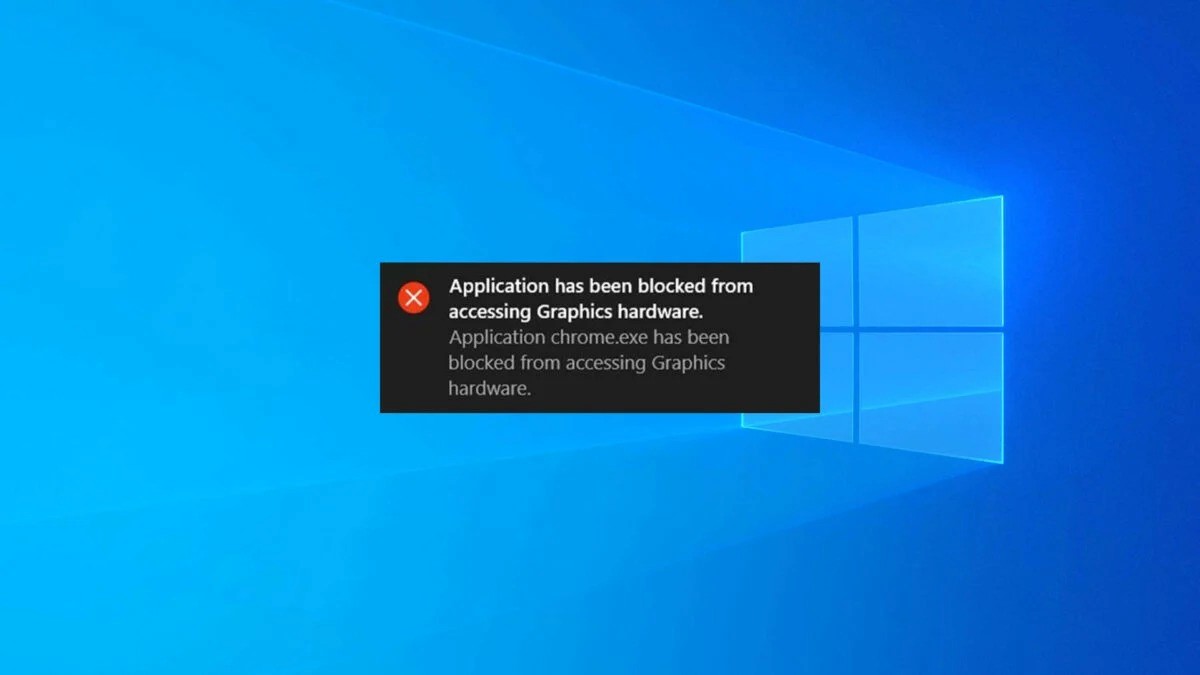 Application has been blocked from
accessing Graphics hardware.
Application chrome.exe has been
blocked from accessing Graphics
hardware.